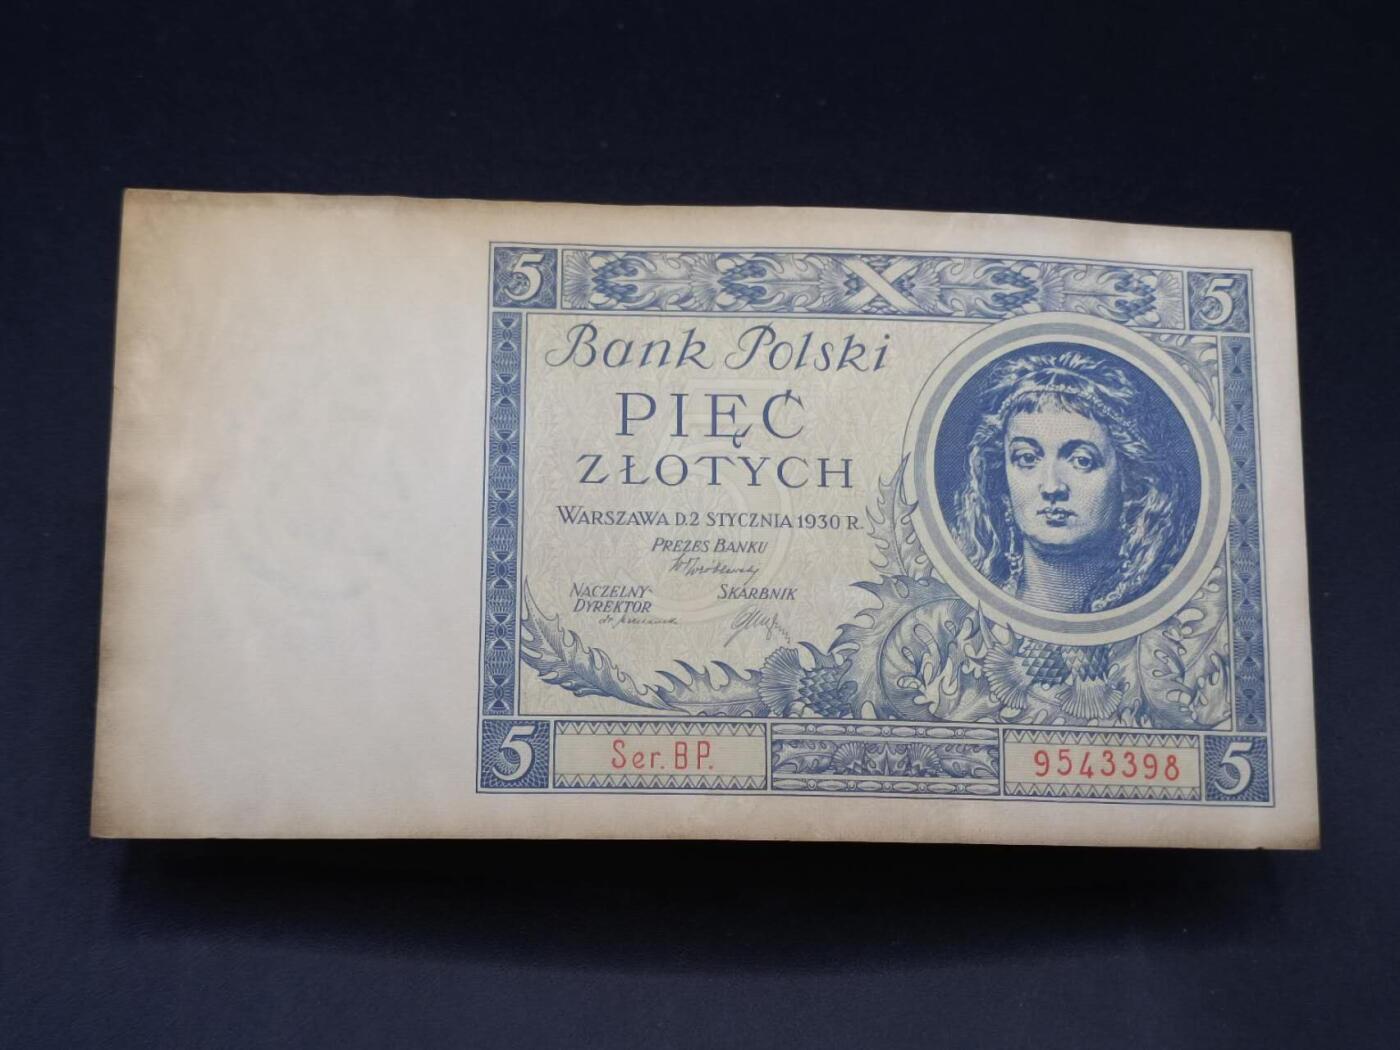 5
5
Bank Polski
PIĘĆ
ZŁOTYCH
WARSZAWA D.2 STYCZNIA 1930 R.
PREZES BANKU
NACZELNY SKARBNIK
DYREKTOR
5 Ser. B P. 9543398 5